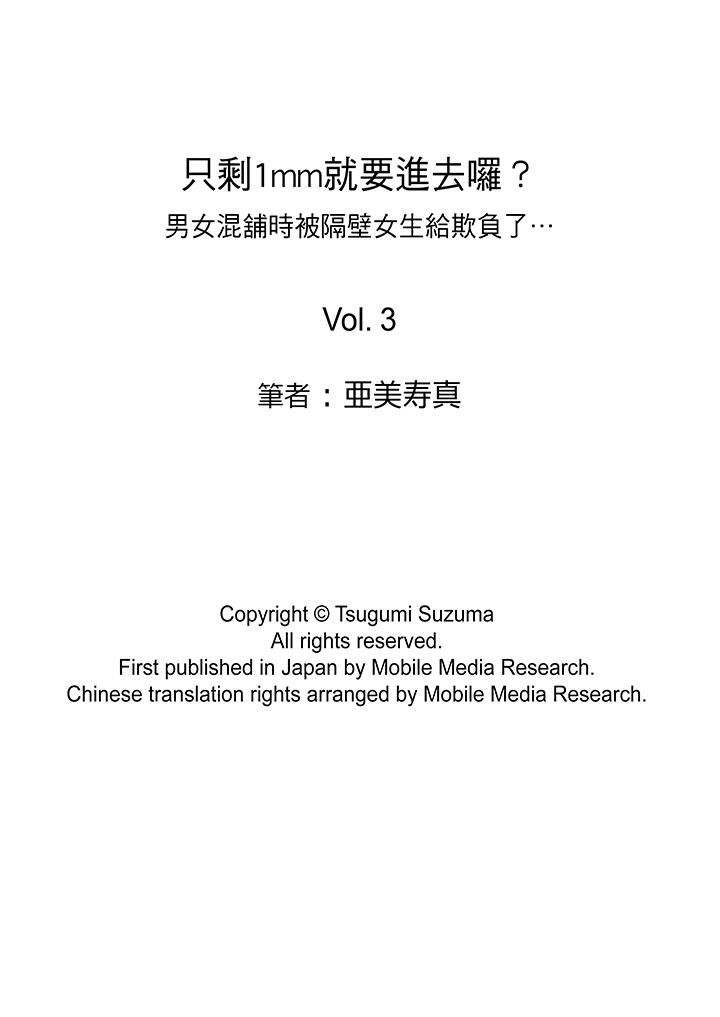 只剩1mm就要進去囉？
男女混舖時被隔壁女生給欺負了…
Vol. 3
筆者：亜美寿真
Copyright © Tsugumi Suzuma
All rights reserved.
First published in Japan by Mobile Media Research.
Chinese translation rights arranged by Mobile Media Research.